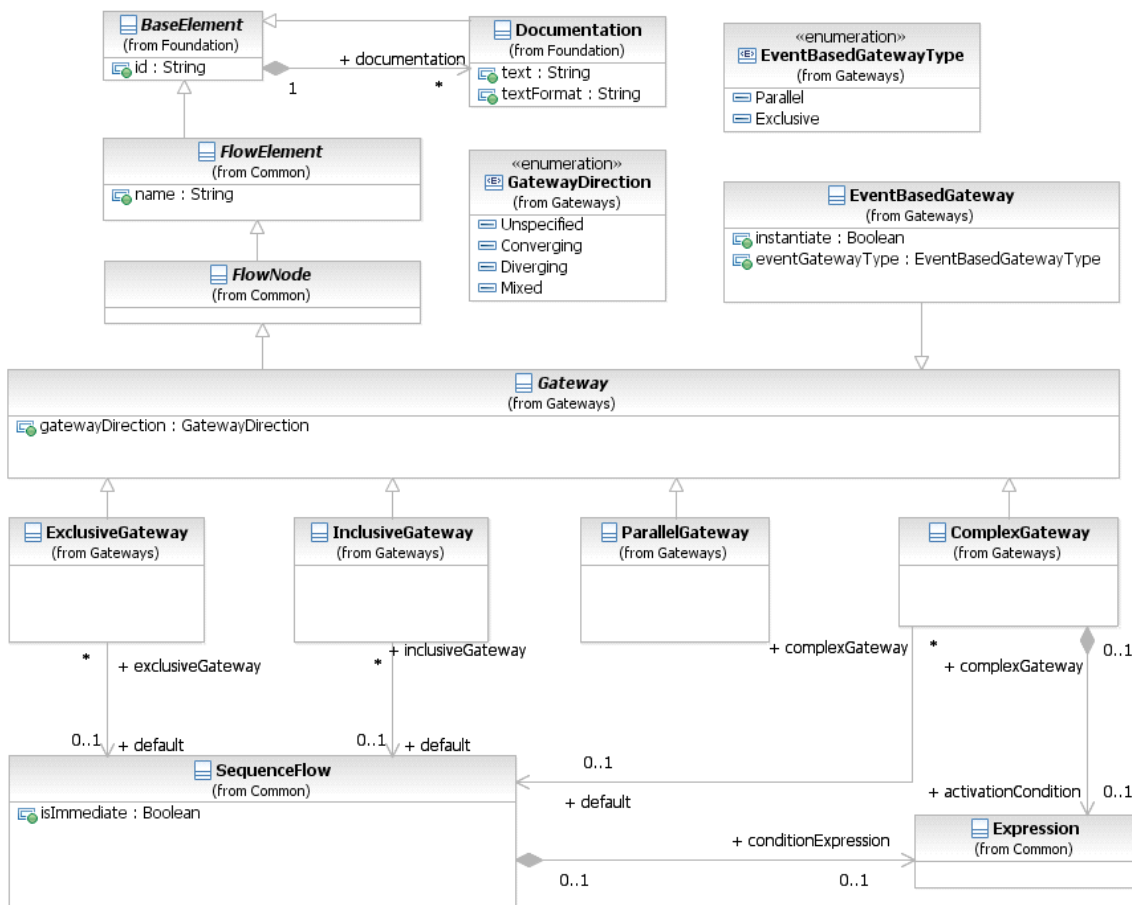 BaseElement
(from Foundation)
id : String
1
+ documentation
*
Documentation
(from Foundation)
text : String
textFormat : String
«enumeration»
EventBasedGatewayType
(from Gateways)
Parallel
Exclusive
FlowElement
(from Common)
name : String
«enumeration»
GatewayDirection
(from Gateways)
Unspecified
Converging
Diverging
Mixed
EventBasedGateway
(from Gateways)
instantiate : Boolean
eventGatewayType : EventBasedGatewayType
FlowNode
(from Common)
Gateway
(from Gateways)
gatewayDirection : GatewayDirection
ExclusiveGateway
(from Gateways)
InclusiveGateway
(from Gateways)
ParallelGateway
(from Gateways)
ComplexGateway
(from Gateways)
*
+ exclusiveGateway
0..1
+ default
+ inclusiveGateway
*
0..1
+ default
+ complexGateway
*
0..1
+ default
+ complexGateway
0..1
+ activationCondition
0..1
SequenceFlow
(from Common)
isImmediate : Boolean
+ conditionExpression
0..1
0..1
Expression
(from Common)